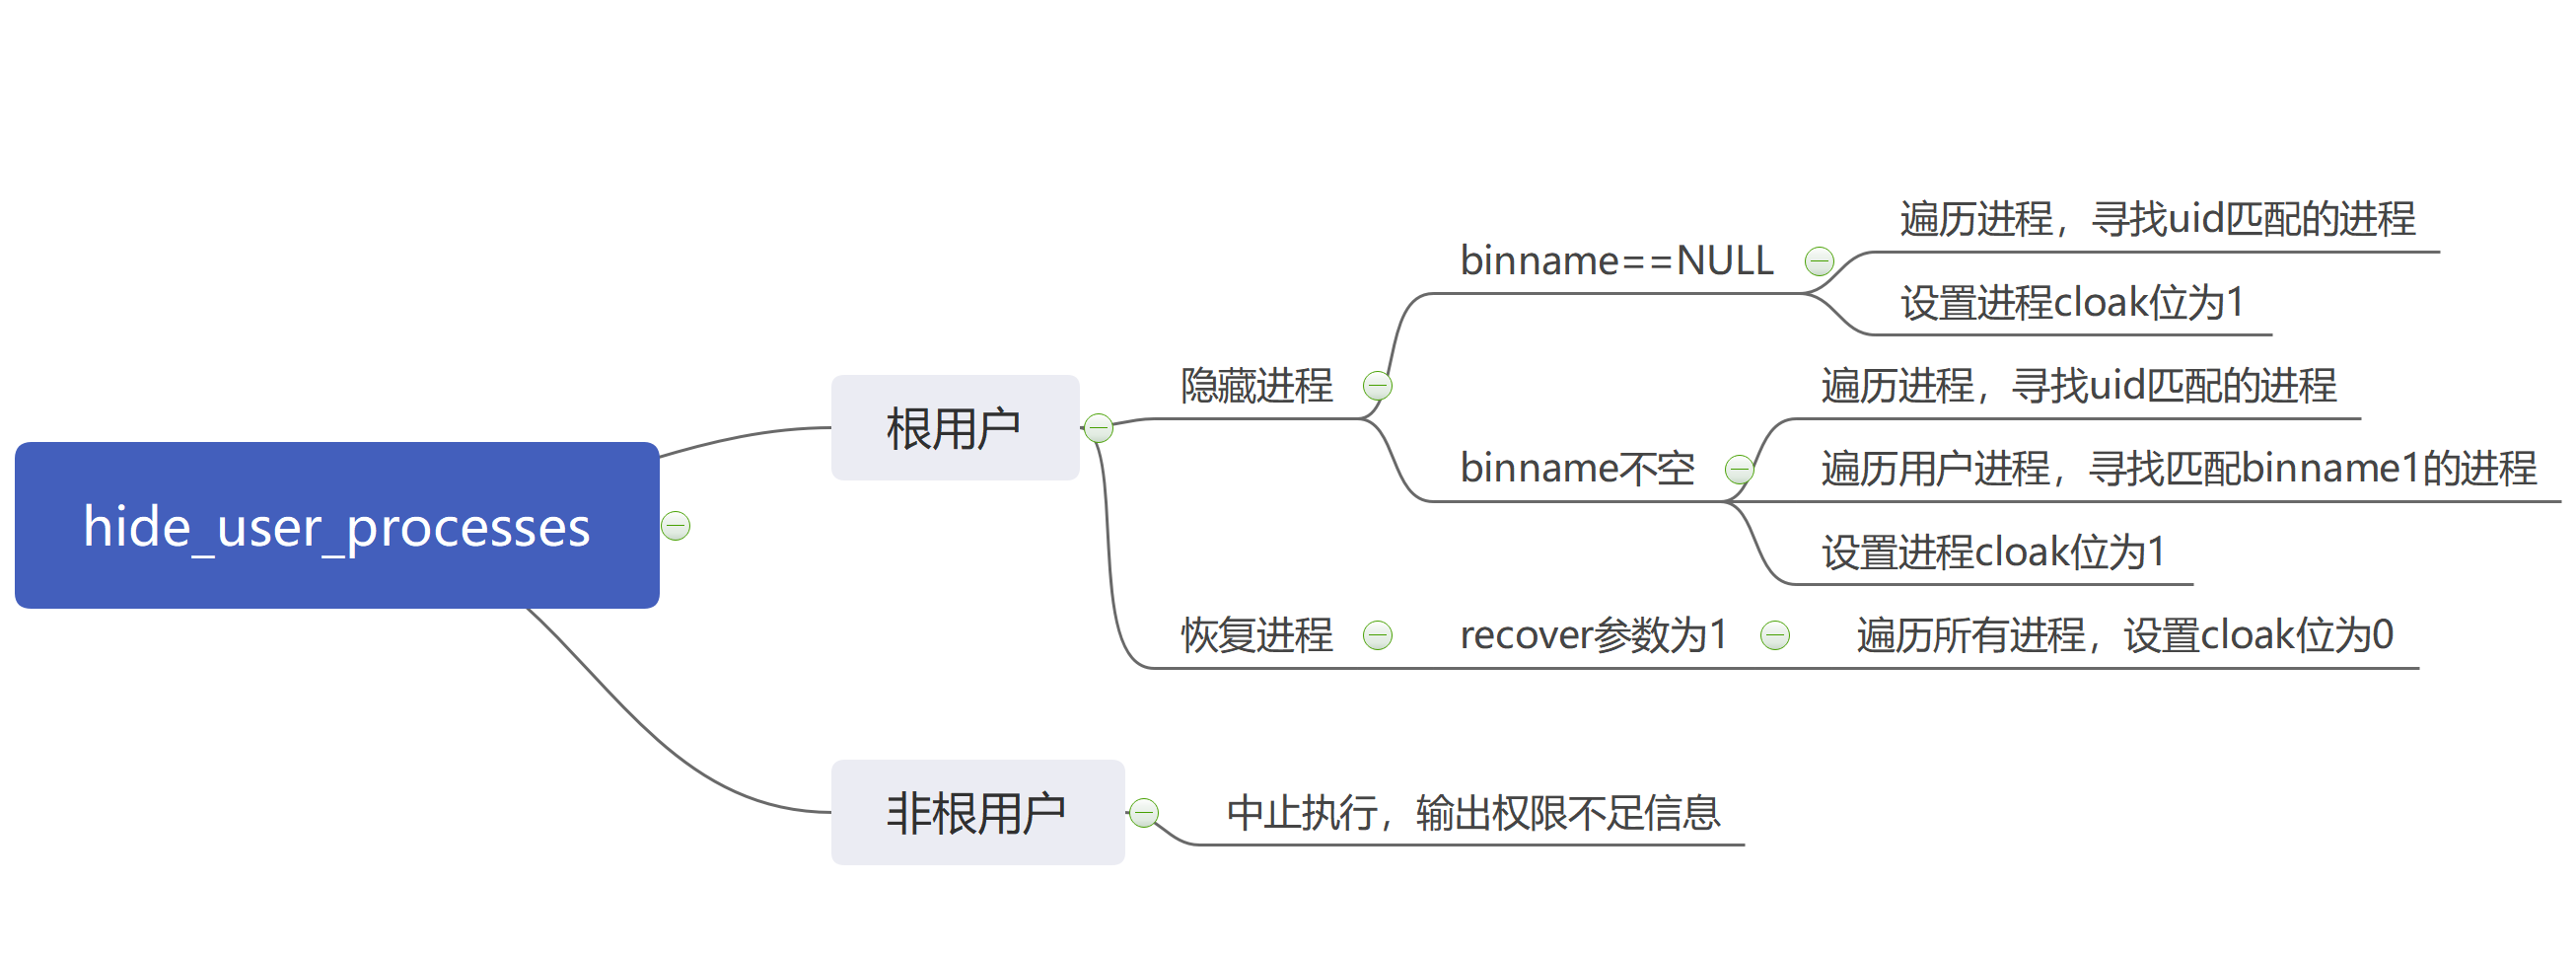 hide_user_processes
根用户
隐藏进程
binname==NULL
遍历进程，寻找uid匹配的进程
设置进程cloak位为1
binname不空
遍历进程，寻找uid匹配的进程
遍历用户进程，寻找匹配binname1的进程
设置进程cloak位为1
恢复进程
recover参数为1
遍历所有进程，设置cloak位为0
非根用户
中止执行，输出权限不足信息